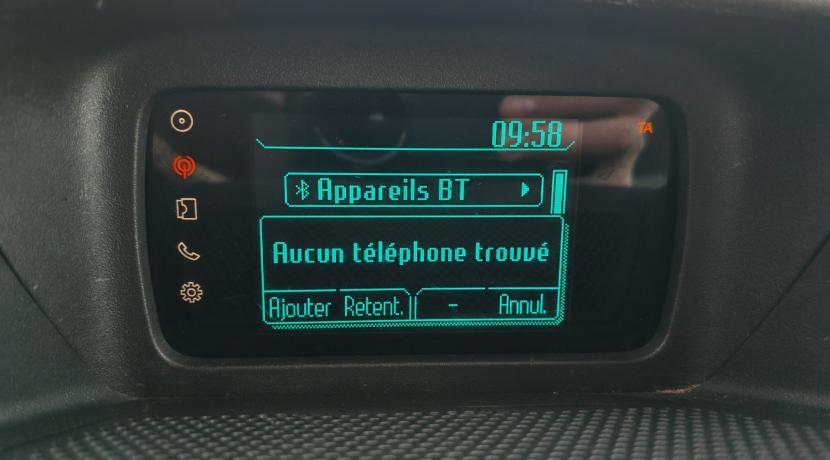 09:58
TA
Appareils BT
Aucun téléphone trouvé
Ajouter Retent. - Annul.